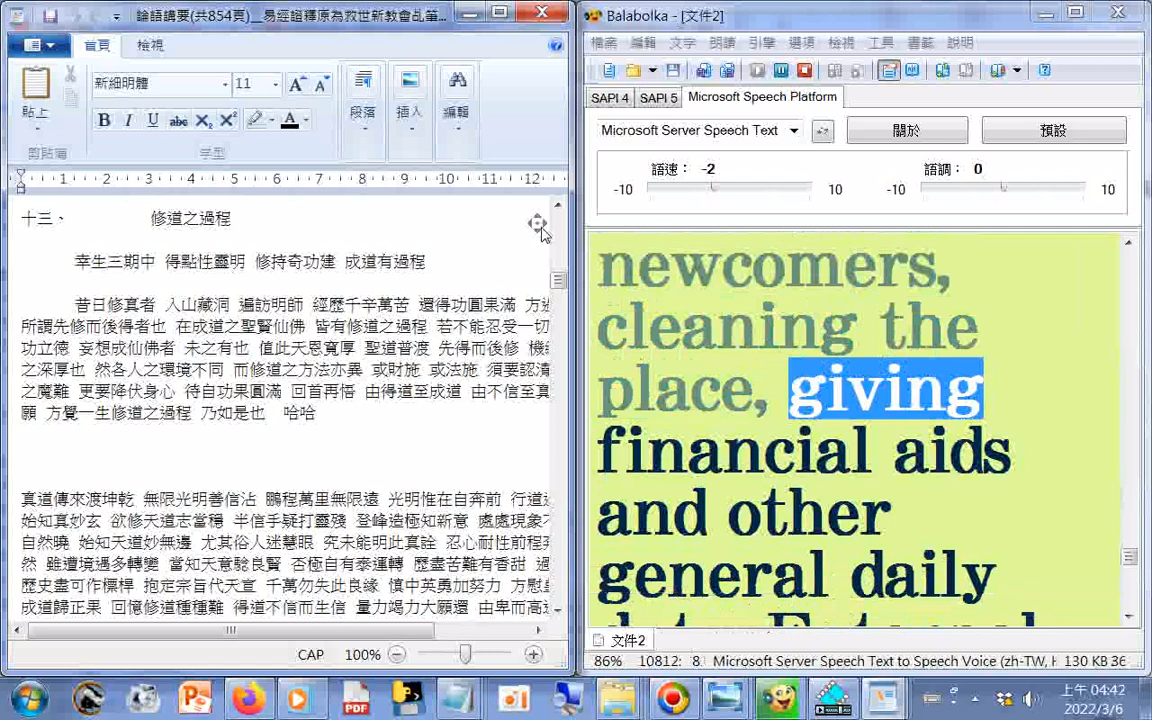 論語講要(共854頁)__易經證釋原為救世新教會乩筆...
首頁 檢視
貼上
新細明體 11
段落 插入 編輯
剪貼簿 字型
1 2 3 4 5 6 7 8 9 10 11 12
十三、 修道之過程
幸生三期中 得點性靈明 修持奇功建 成道有過程
昔日修真者 入山藏洞 遍訪明師 經歷千辛萬苦 還得功圓果滿 方
所謂先修而後得者也 在成道之聖賢仙佛 皆有修道之過程 若不能忍受一切
功立德 妄想成仙佛者 未之有也 值此天恩寬厚 聖道普渡 先得而後修 機
之深厚也 然各人之環境不同 而修道之方法亦異 或財施 或法施 須要認清
之魔難 更要降伏身心 待自功果圓滿 回首再悟 由得道至成道 由不信至真
願 方覺一生修道之過程 乃如是也 哈哈
真道傳來渡坤乾 無限光明善信沾 鵬程萬里無限遠 光明惟在自奔前 行道
始知真妙玄 欲修天道志當穩 半信乎疑打靈殘 登峰造極知新意 處處現象
自然曉 始知天道妙無邊 尤其俗人迷慧眼 究未能明此真詮 忍心耐性前程
然 雖遭境遇多轉變 當知天意驗良賢 否極自有泰運轉 歷盡苦難有香甜
歷史盡可作標桿 抱定宗旨代天宣 千萬勿失此良緣 慎中英勇加努力 方慰
成道歸正果 回憶修道種種難 得道不信而生信 量力竭力大願還 由卑而高
CAP 100%
Balabolka - [文件2]
檔案 編輯 文字 朗讀 引擎 選項 檢視 工具 書籤 說明
SAPI 4 SAPI 5 Microsoft Speech Platform
Microsoft Server Speech Text 關於 預設
語速： -2 語調： 0
-10 10 -10 10
newcomers,
cleaning the
place, giving
financial aids
and other
general daily
文件2
86% 10812: 8 Microsoft Server Speech Text to Speech Voice (zh-TW, H 130 KB 36
上午 04:42
2022/3/6